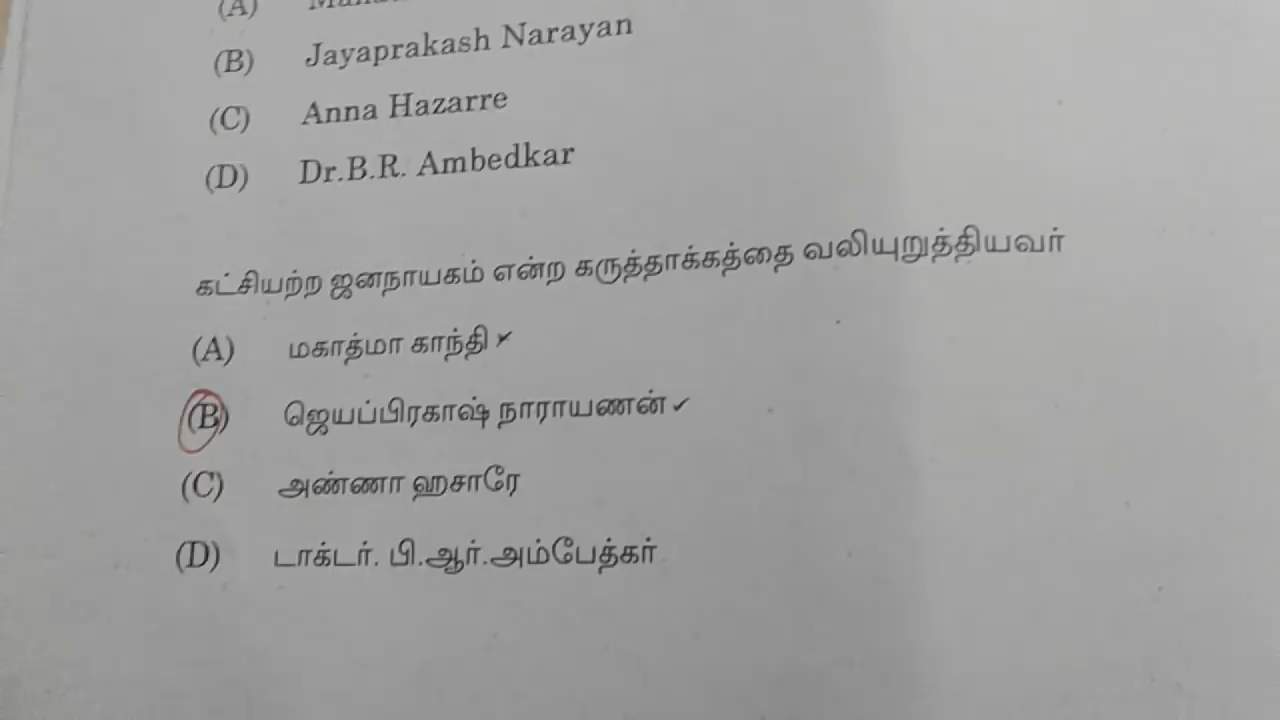 (A)
(B) Jayaprakash Narayan
(C) Anna Hazarre
(D) Dr.B.R. Ambedkar
கட்சியற்ற ஜனநாயகம் என்ற கருத்தாக்கத்தை வலியுறுத்தியவர்
(A) மகாத்மா காந்தி
(B) ஜெயப்பிரகாஷ் நாராயணன்
(C) அண்ணா ஹசாரே
(D) டாக்டர். பி.ஆர்.அம்பேத்கர்